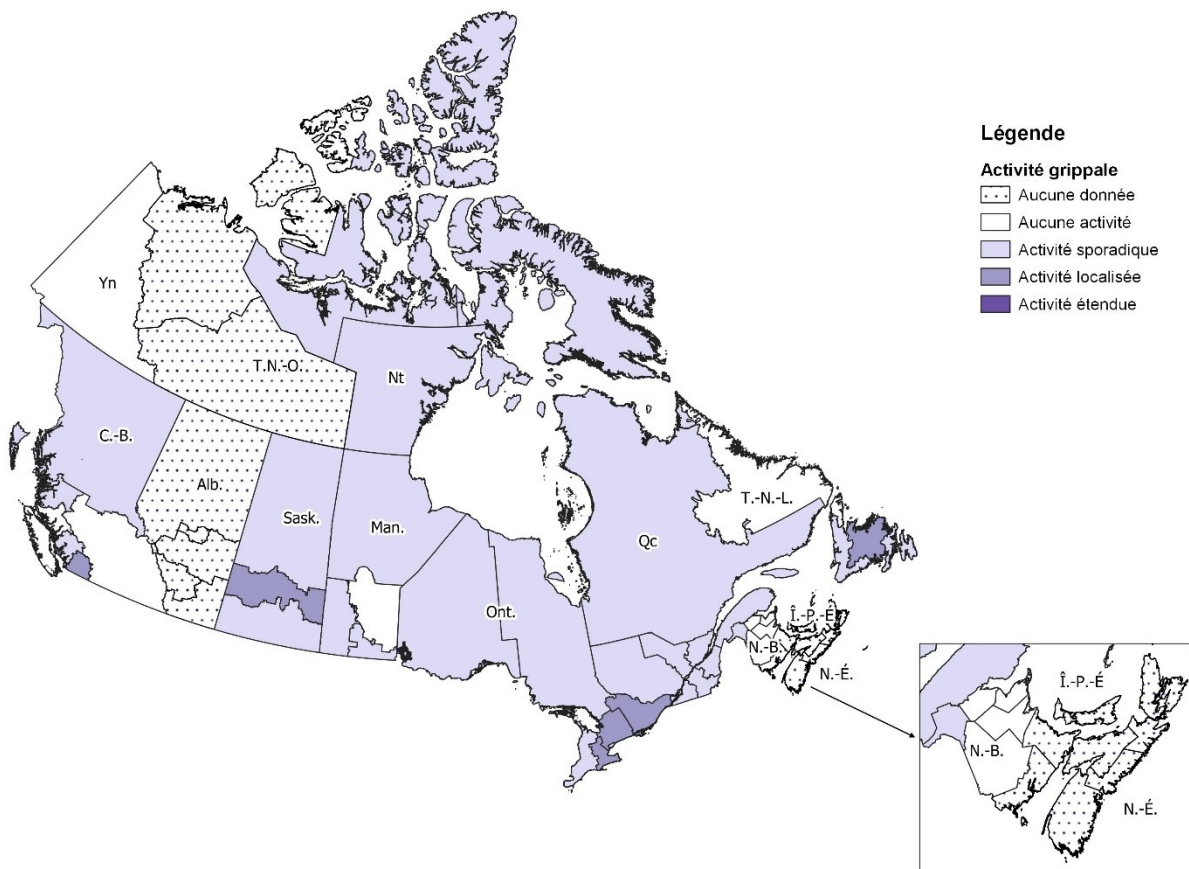 Légende
Activité grippale
Aucune donnée
Aucune activité
Activité sporadique
Activité localisée
Activité étendue
Yn
T.N.-O.
Nt
C.-B.
Alb.
Sask.
Man.
Ont.
Qc
T.-N.-L.
Î.-P.-É
N.-B.
N.-É.
Î.-P.-É
N.-B.
N.-É.